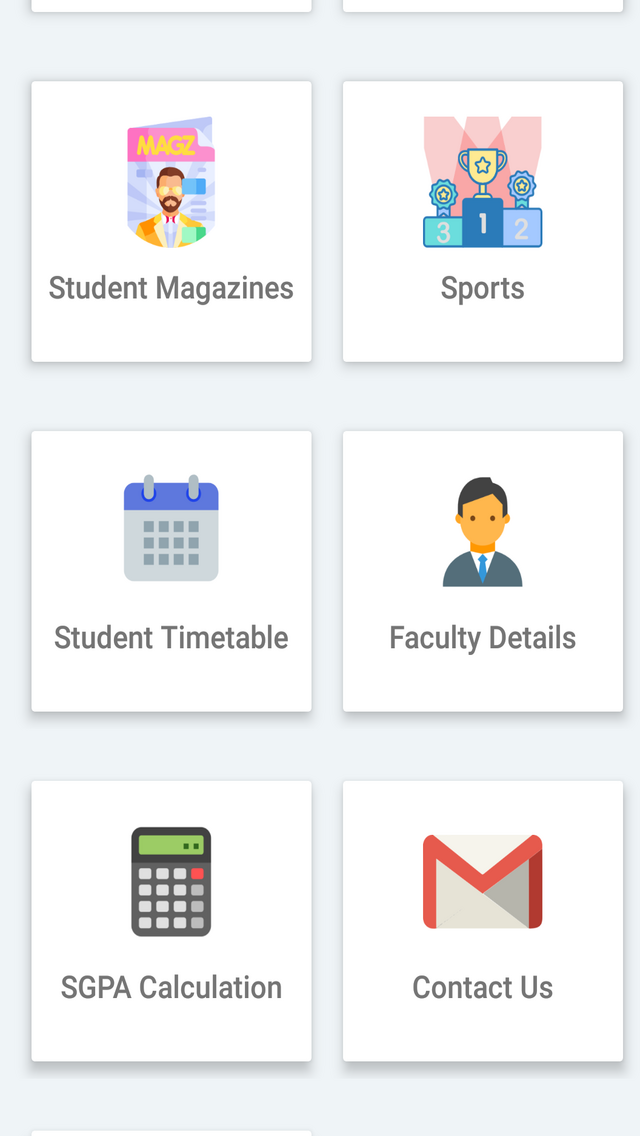 MAGZ
3 1 2
Student Magazines
Sports
Student Timetable
Faculty Details
SGPA Calculation
Contact Us